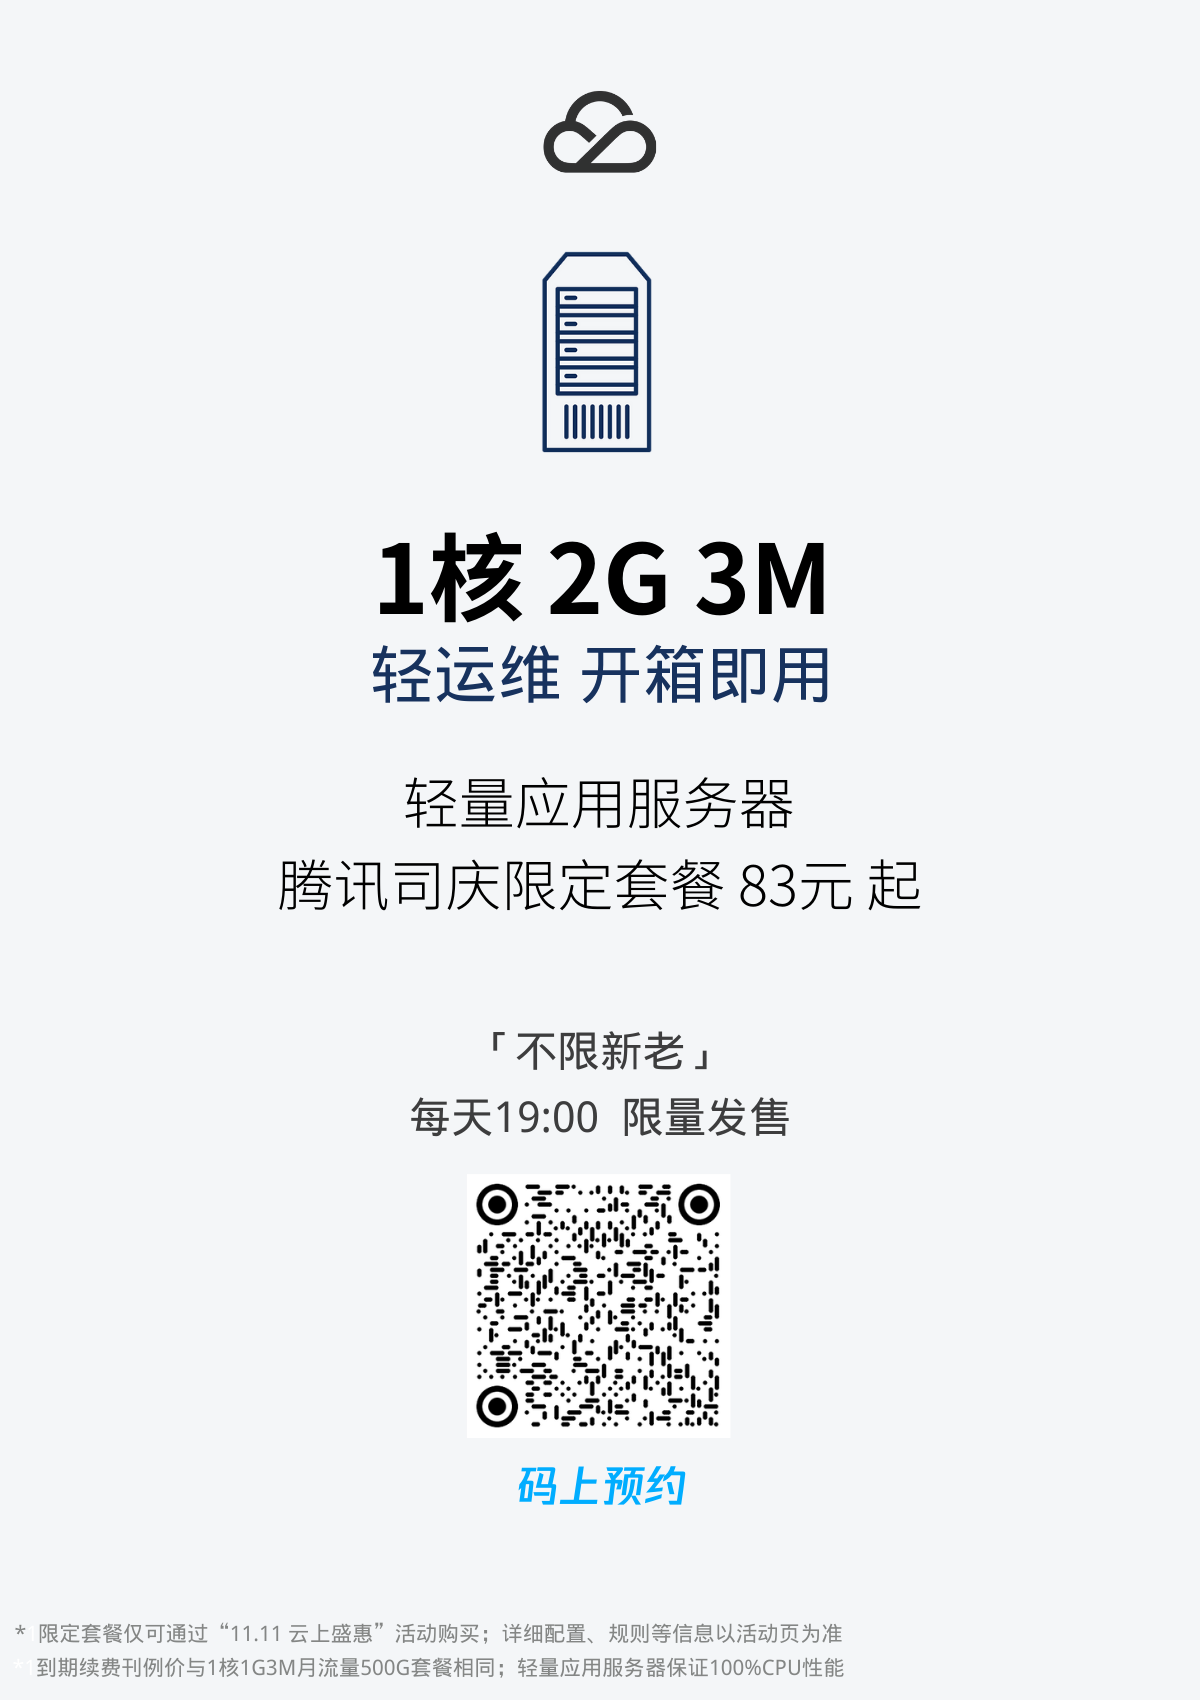 1核 2G 3M
轻运维 开箱即用
轻量应用服务器
腾讯司庆限定套餐 83元 起
「不限新老」
每天19:00 限量发售
码上预约
* 限定套餐仅可通过“11.11 云上盛惠”活动购买；详细配置、规则等信息以活动页为准
*到期续费刊例价与1核1G3M月流量500G套餐相同；轻量应用服务器保证100%CPU性能